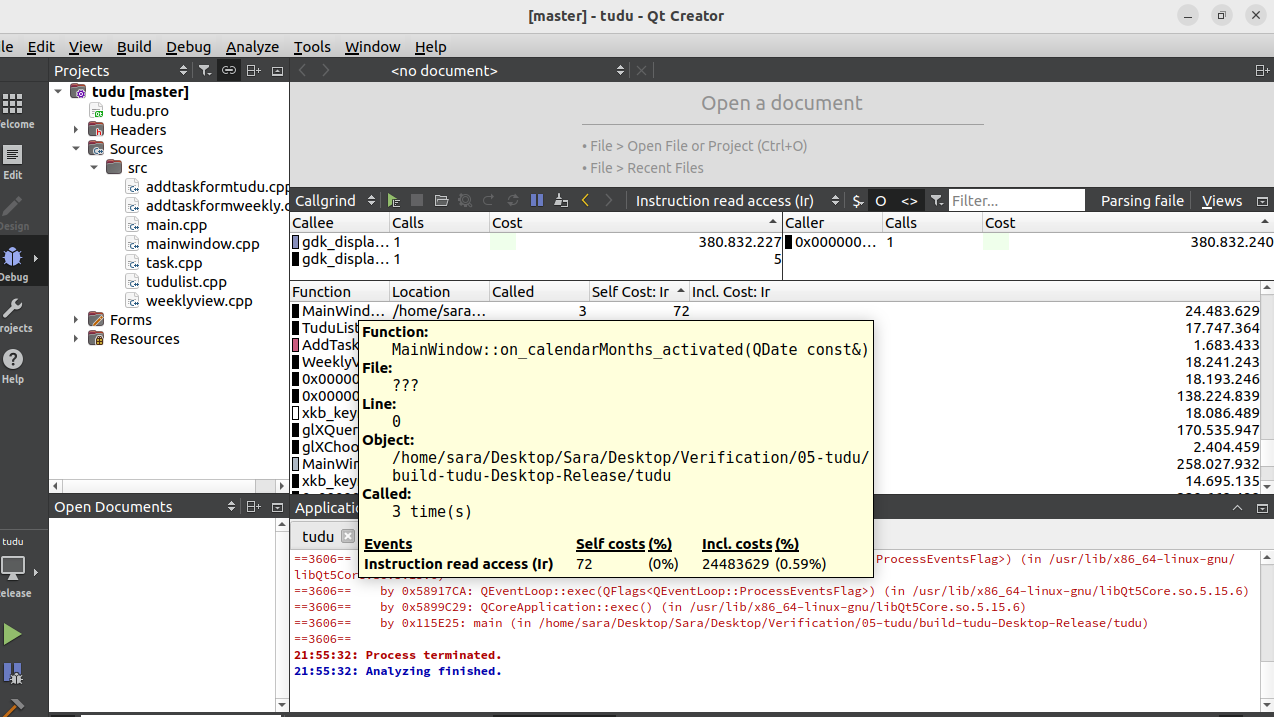 [master] - tudu - Qt Creator
le Edit View Build Debug Analyze Tools Window Help
Projects
<no document>
tudu [master]
tudu.pro
Headers
Sources
src
addtaskformtudu.cpp
addtaskformweekly.c
main.cpp
mainwindow.cpp
task.cpp
tudulist.cpp
weeklyview.cpp
Forms
Resources
elcome
Edit
Design
Debug
rojects
Help
Open a document
• File > Open File or Project (Ctrl+O)
• File > Recent Files
Callgrind Instruction read access (Ir) $ O <> Filter... Parsing faile Views
Callee Calls Cost
gdk_displa... 1 380.832.227
gdk_displa... 1 5
Caller Calls Cost
0x000000... 1 380.832.240
Function Location Called Self Cost: Ir Incl. Cost: Ir
MainWind... /home/sara... 3 72 24.483.629
TuduList 17.747.364
AddTask 1.683.433
WeeklyV 18.241.243
0x00000 18.193.246
0x00000 138.224.839
xkb_key 18.086.489
glXQuer 170.535.947
glXChoo 2.404.459
MainWin 258.027.932
xkb_key 14.695.135
Function:
MainWindow::on_calendarMonths_activated(QDate const&)
File:
???
Line:
0
Object:
/home/sara/Desktop/Sara/Desktop/Verification/05-tudu/
build-tudu-Desktop-Release/tudu
Called:
3 time(s)
Events Self costs (%) Incl. costs (%)
Instruction read access (Ir) 72 (0%) 24483629 (0.59%)
Open Documents
tudu
elease
Applicatio
tudu
==3606== ProcessEventsFlag>) (in /usr/lib/x86_64-linux-gnu/
==3606== by 0x58917CA: QEventLoop::exec(QFlags<QEventLoop::ProcessEventsFlag>) (in /usr/lib/x86_64-linux-gnu/libQt5Core.so.5.15.6)
==3606== by 0x5899C29: QCoreApplication::exec() (in /usr/lib/x86_64-linux-gnu/libQt5Core.so.5.15.6)
==3606== by 0x115E25: main (in /home/sara/Desktop/Sara/Desktop/Verification/05-tudu/build-tudu-Desktop-Release/tudu)
==3606==
21:55:32: Process terminated.
21:55:32: Analyzing finished.